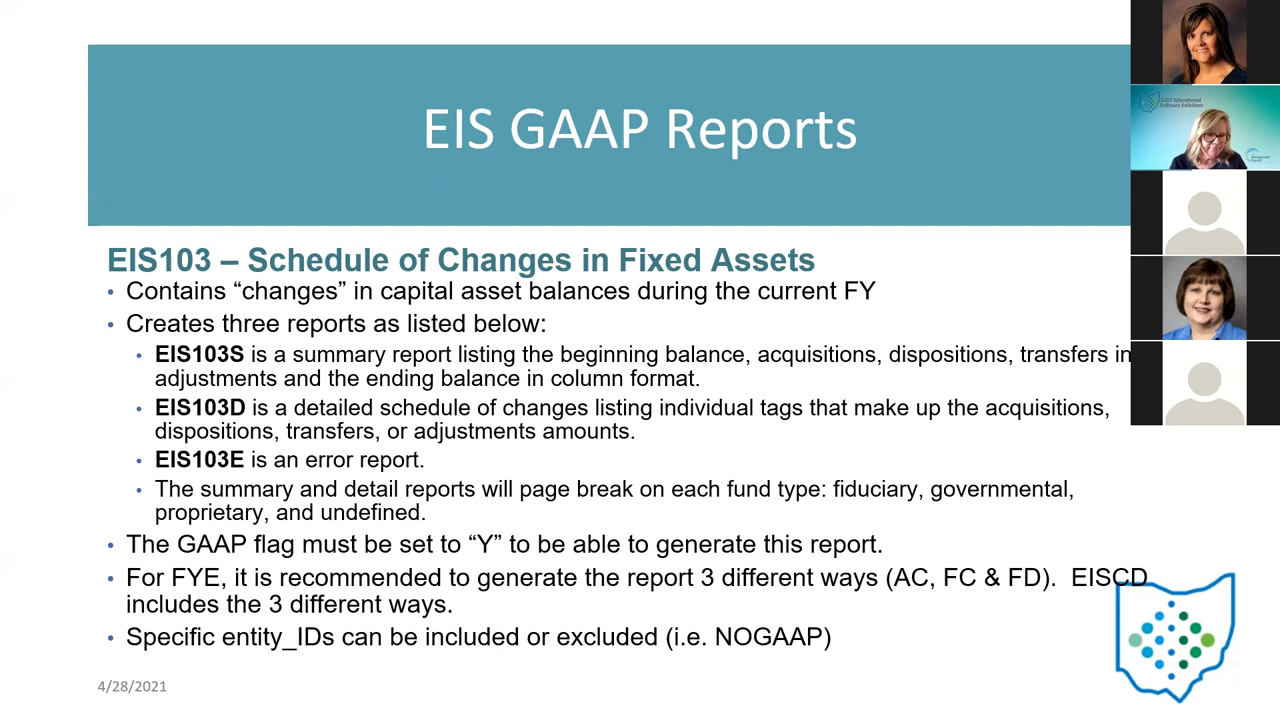 EIS GAAP Reports
EIS103 – Schedule of Changes in Fixed Assets
• Contains “changes” in capital asset balances during the current FY
• Creates three reports as listed below:
• EIS103S is a summary report listing the beginning balance, acquisitions, dispositions, transfers in
adjustments and the ending balance in column format.
• EIS103D is a detailed schedule of changes listing individual tags that make up the acquisitions,
dispositions, transfers, or adjustments amounts.
• EIS103E is an error report.
• The summary and detail reports will page break on each fund type: fiduciary, governmental,
proprietary, and undefined.
• The GAAP flag must be set to “Y” to be able to generate this report.
• For FYE, it is recommended to generate the report 3 different ways (AC, FC & FD).  EISCD
includes the 3 different ways.
• Specific entity_IDs can be included or excluded (i.e. NOGAAP)
4/28/2021
Educational
Software Solutions
Management
Council